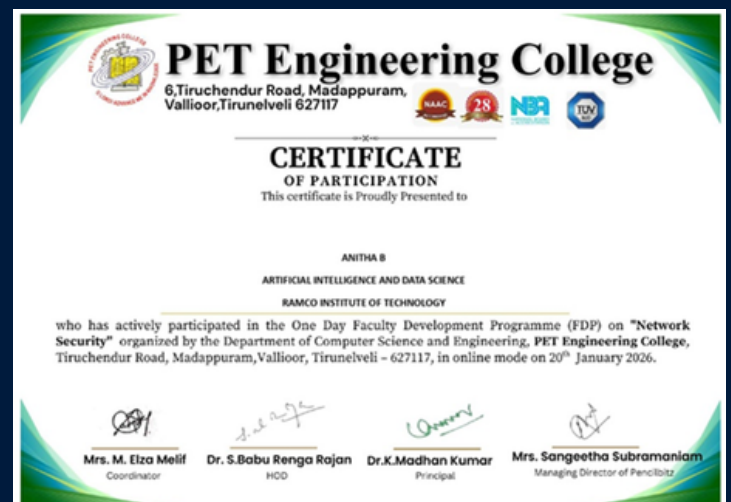 PET Engineering College
6,Tiruchendur Road, Madappuram,
Vallioor,Tirunelveli 627117
NAAC
28
NBA
TÜV
CERTIFICATE
OF PARTICIPATION
This certificate is Proudly Presented to
ANITHA B
ARTIFICIAL INTELLIGENCE AND DATA SCIENCE
RAMCO INSTITUTE OF TECHNOLOGY
who has actively participated in the One Day Faculty Development Programme (FDP) on "Network
Security" organized by the Department of Computer Science and Engineering, PET Engineering College,
Tiruchendur Road, Madappuram,Vallioor, Tirunelveli – 627117, in online mode on 20th January 2026.
Mrs. M. Elza Melif
Coordinator
Dr. S.Babu Renga Rajan
HOD
Dr.K.Madhan Kumar
Principal
Mrs. Sangeetha Subramaniam
Managing Director of Pencilbitz